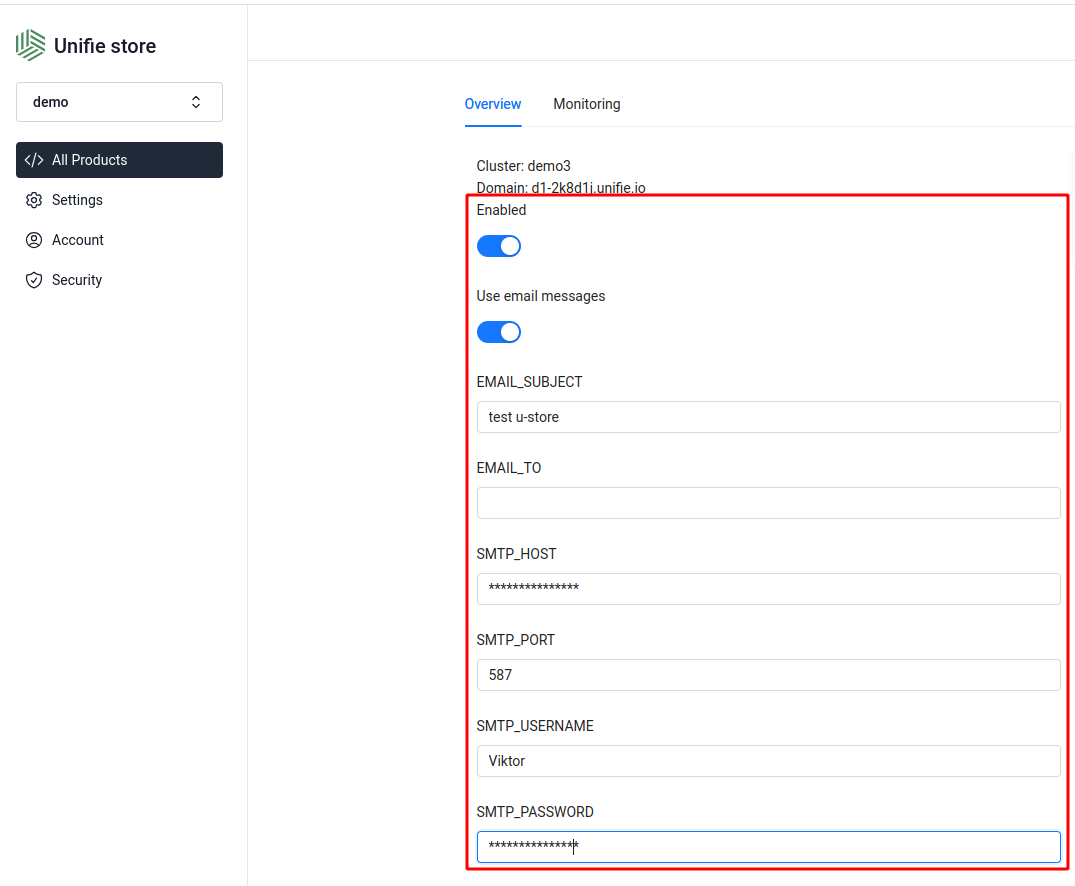 Unifie store
demo
All Products
Settings
Account
Security
Overview Monitoring
Cluster: demo3
Domain: d1-2k8d1j.unifie.io
Enabled
Use email messages
EMAIL_SUBJECT
test u-store
EMAIL_TO
SMTP_HOST
***************
SMTP_PORT
587
SMTP_USERNAME
Viktor
SMTP_PASSWORD
***************